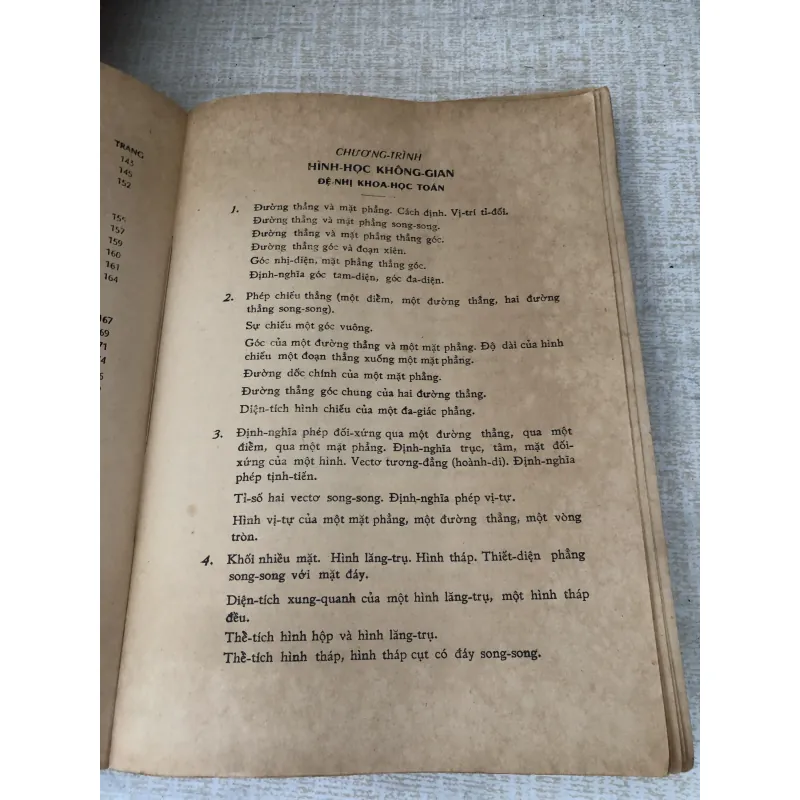 TRANG
145
145
152
155
157
159
160
161
164
167
69
71
4
6
CHƯƠNG-TRÌNH
HÌNH-HỌC KHÔNG-GIAN
ĐỆ-NHỊ KHOA-HỌC TOÁN
1. Đường thẳng và mặt phẳng. Cách định. Vị-trí tỉ-đối.
Đường thẳng và mặt phẳng song-song.
Đường thẳng và mặt phẳng thẳng góc.
Đường thẳng góc và đoạn xiên.
Góc nhị-diện, mặt phẳng thẳng góc.
Định-nghĩa góc tam-diện, góc đa-diện.
2. Phép chiếu thẳng (một điểm, một đường thẳng, hai đường
thẳng song-song).
Sự chiếu một góc vuông.
Góc của một đường thẳng và một mặt phẳng. Độ dài của hình
chiếu một đoạn thẳng xuống một mặt phẳng.
Đường dốc chính của một mặt phẳng.
Đường thẳng góc chung của hai đường thẳng.
Diện-tích hình chiếu của một đa-giác phẳng.
3. Định-nghĩa phép đối-xứng qua một đường thẳng, qua một
điểm, qua một mặt phẳng. Định-nghĩa trục, tâm, mặt đối-
xứng của một hình. Vectơ tương-đẳng (hoành-di). Định-nghĩa
phép tịnh-tiến.
Tỉ-số hai vectơ song-song. Định-nghĩa phép vị-tự.
Hình vị-tự của một mặt phẳng, một đường thẳng, một vòng
tròn.
4. Khối nhiều mặt. Hình lăng-trụ. Hình tháp. Thiết-diện phẳng
song-song với mặt đáy.
Diện-tích xung-quanh của một hình lăng-trụ, một hình tháp
đều.
Thể-tích hình hộp và hình lăng-trụ.
Thể-tích hình tháp, hình tháp cụt có đáy song-song.